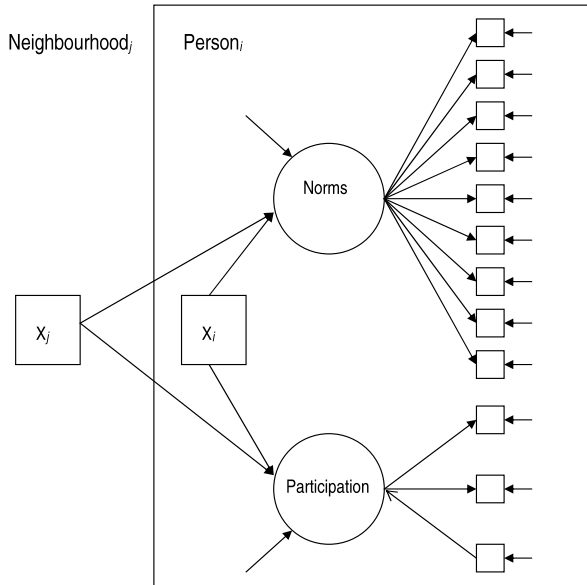 Neighbourhoodj
Personi
Norms
Xj
Xi
Participation